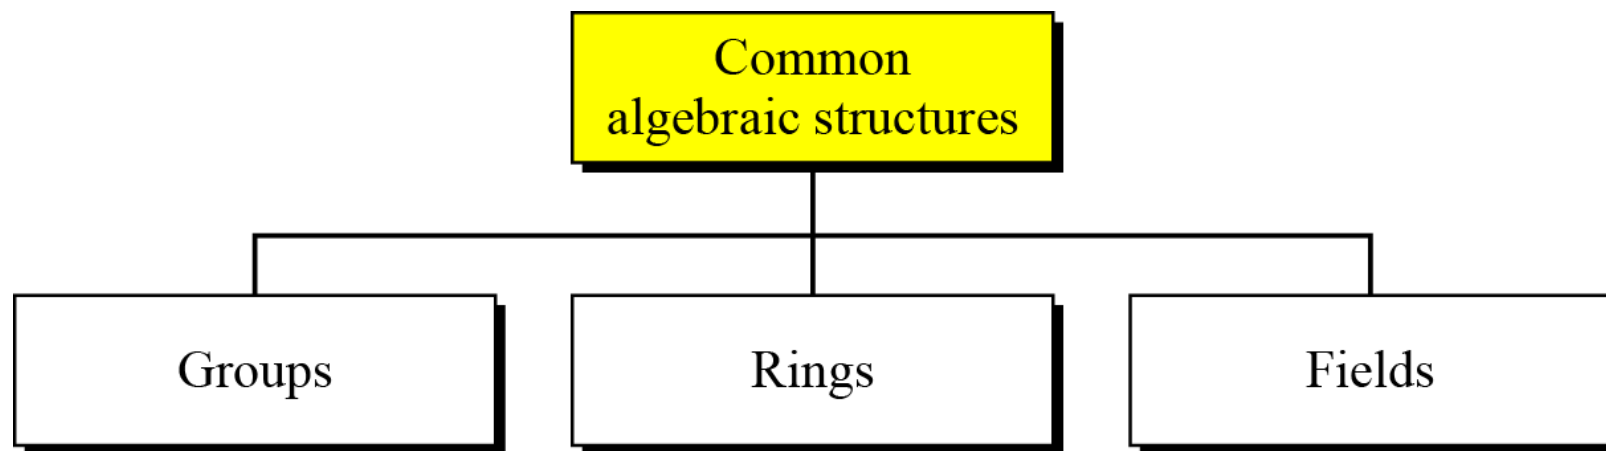 Common
algebraic structures
Groups
Rings
Fields